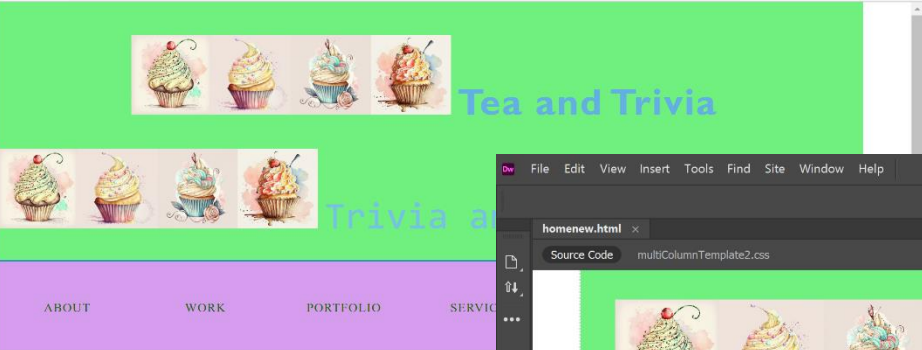 Tea and Trivia
Trivia a
Dw File Edit View Insert Tools Find Site Window Help
homenew.html ×
Source Code multiColumnTemplate2.css
ABOUT WORK PORTFOLIO SERVIC